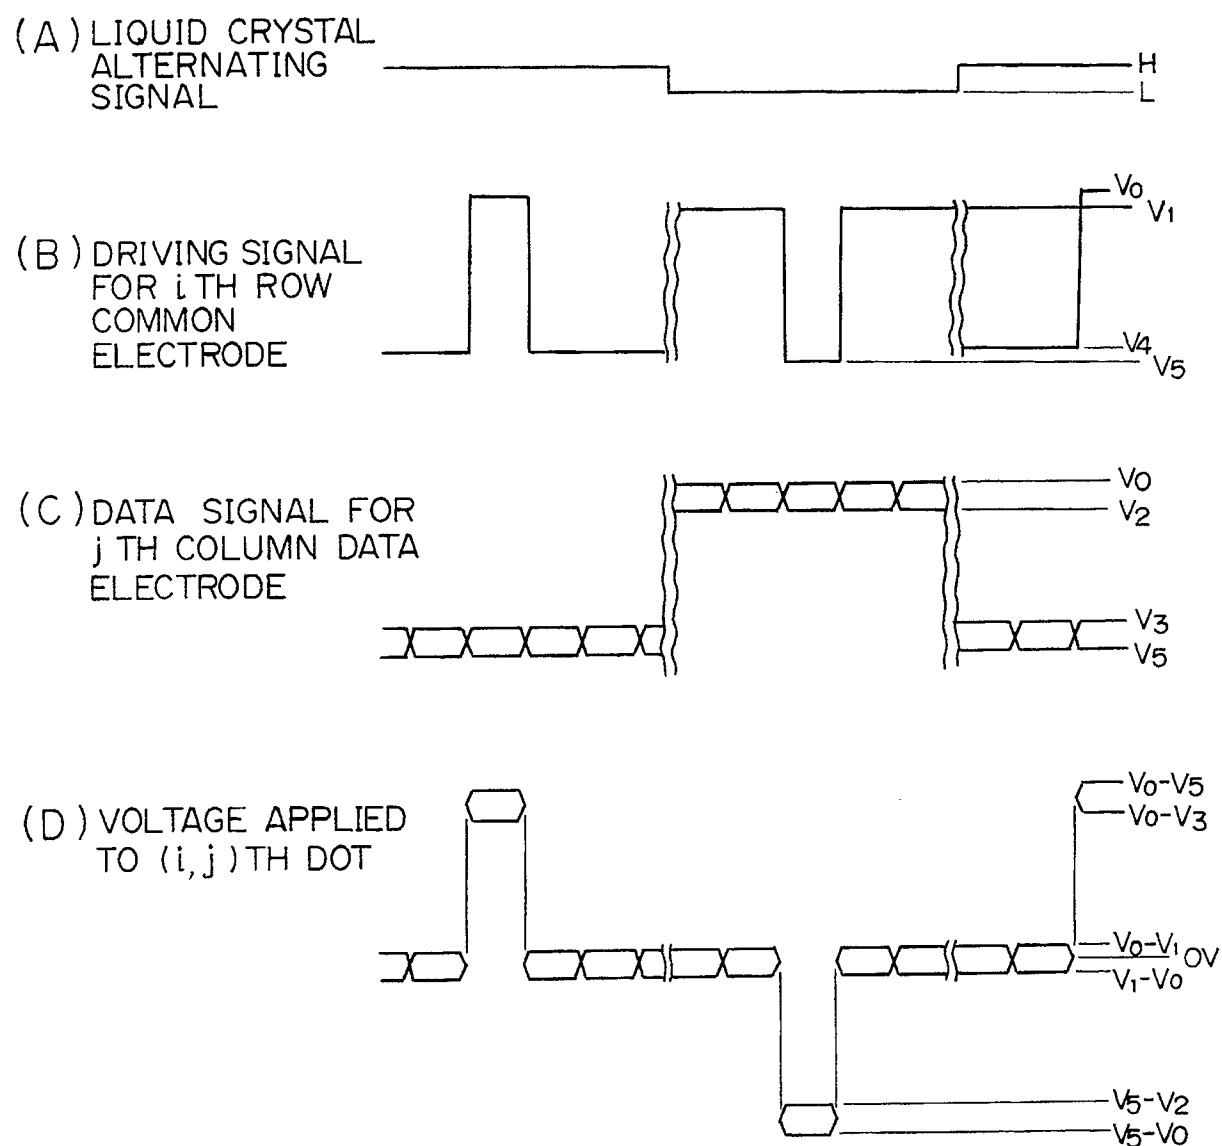 (A) LIQUID CRYSTAL
ALTERNATING
SIGNAL
H
L
(B) DRIVING SIGNAL
FOR i TH ROW
COMMON
ELECTRODE
V0
V1
V4
V5
(C) DATA SIGNAL FOR
j TH COLUMN DATA
ELECTRODE
V0
V2
V3
V5
(D) VOLTAGE APPLIED
TO (i,j)TH DOT
V0-V5
V0-V3
V0-V1
0V
V1-V0
V5-V2
V5-V0